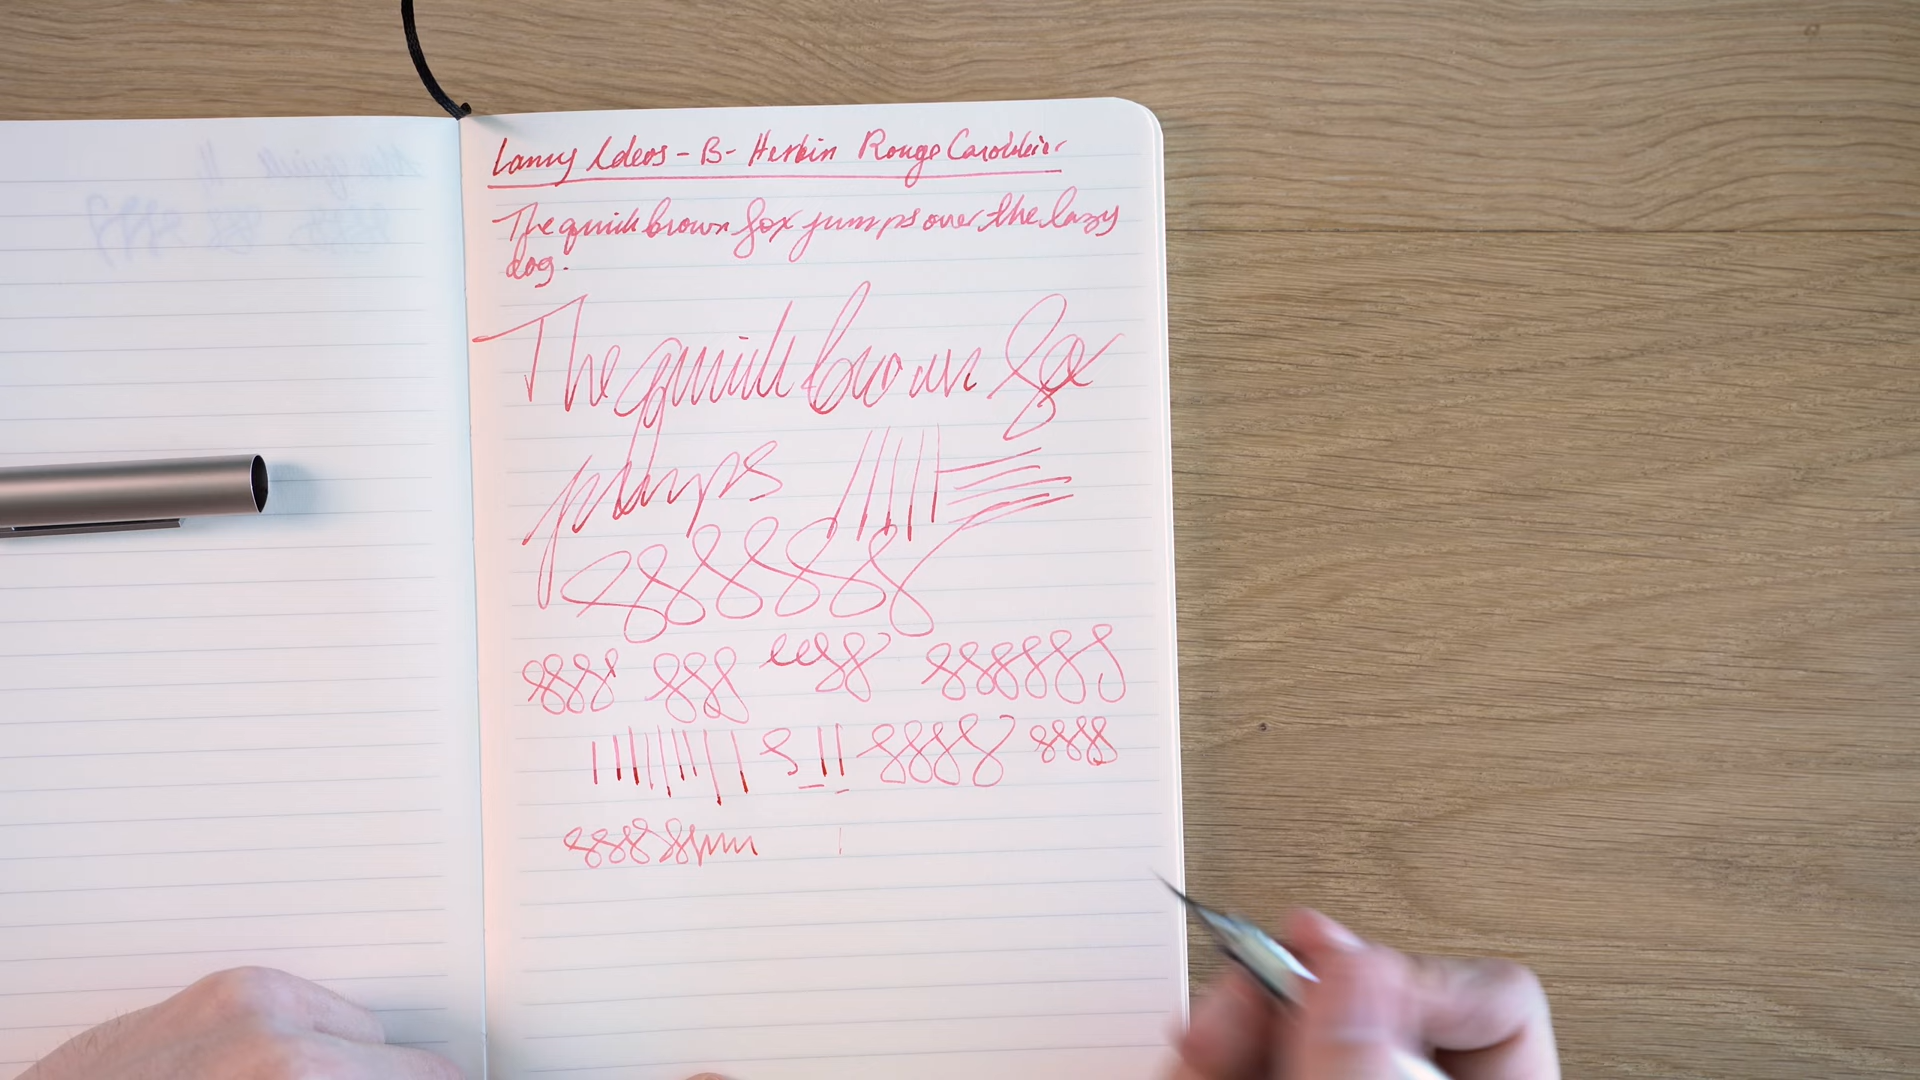 Lamy Ideos - B - Herbin Rouge Caroubier
The quick brown fox jumps over the lazy
dog.
The quick brown fox
jumps